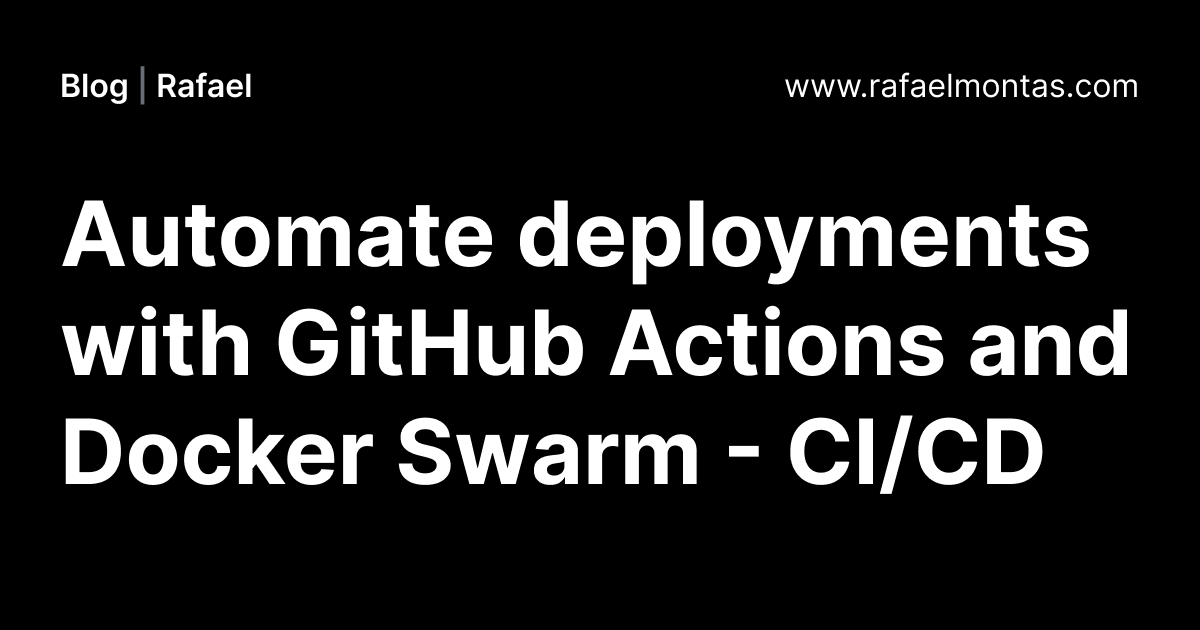 Blog | Rafael
www.rafaelmontas.com
Automate deployments
with GitHub Actions and
Docker Swarm - CI/CD